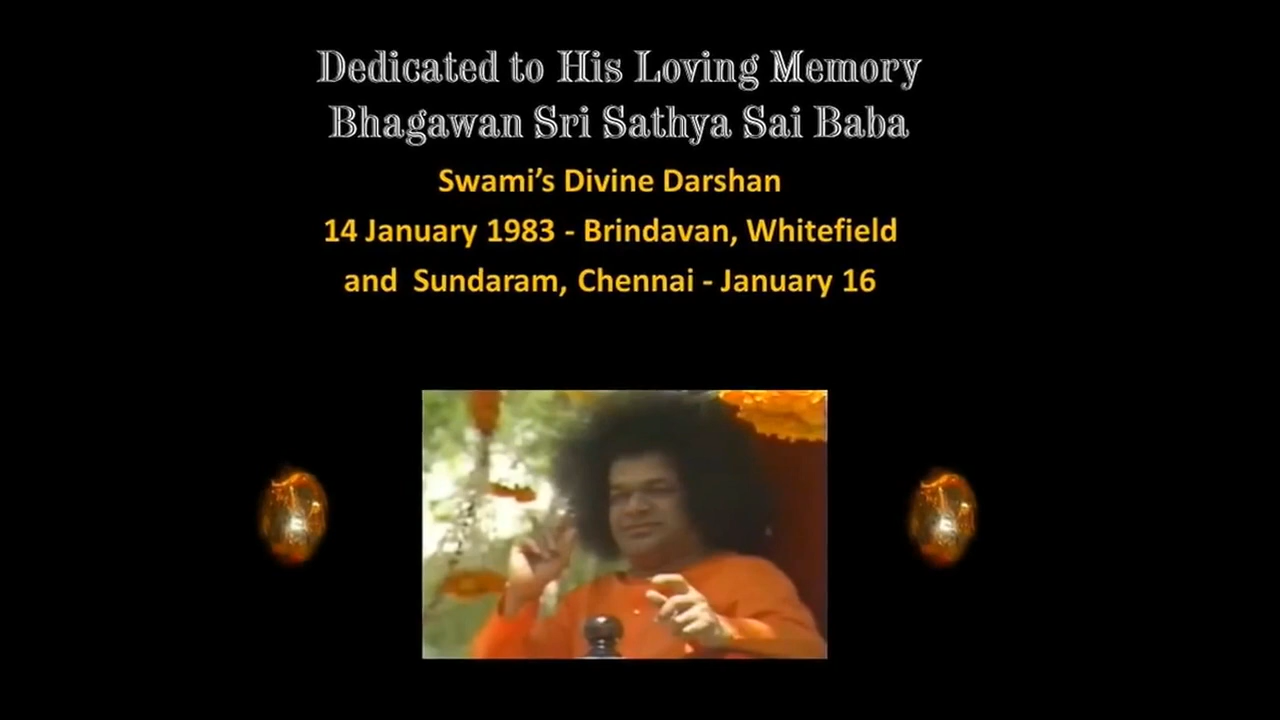 Dedicated to His Loving Memory
Bhagawan Sri Sathya Sai Baba
Swami’s Divine Darshan
14 January 1983 - Brindavan, Whitefield
and  Sundaram, Chennai - January 16